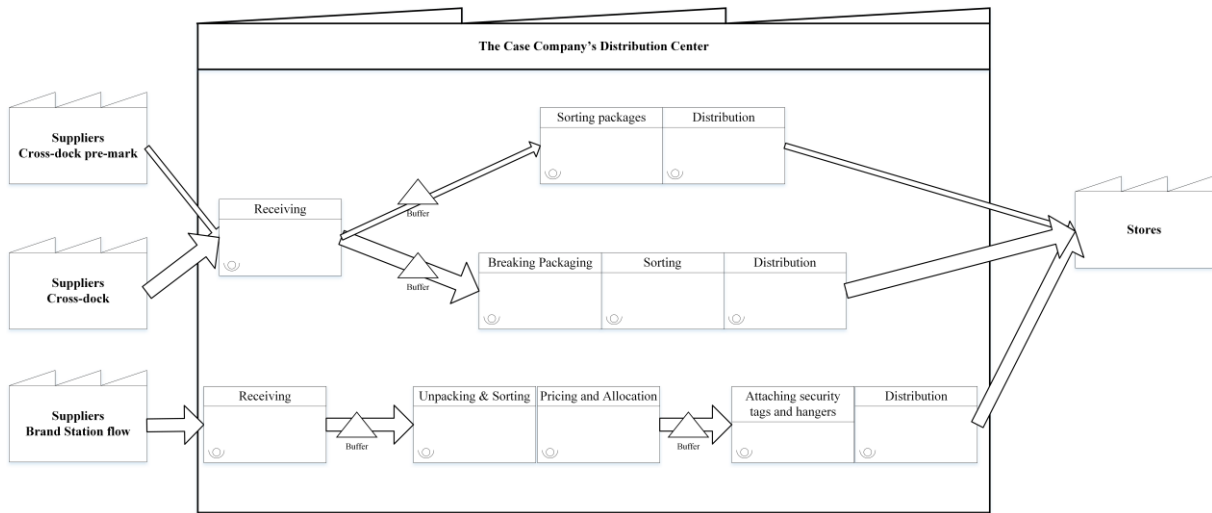 The Case Company's Distribution Center
Suppliers
Cross-dock pre-mark
Sorting packages
Distribution
Receiving
Buffer
Stores
Suppliers
Cross-dock
Buffer
Breaking Packaging
Sorting
Distribution
Suppliers
Brand Station flow
Receiving
Buffer
Unpacking & Sorting
Pricing and Allocation
Buffer
Attaching security
tags and hangers
Distribution